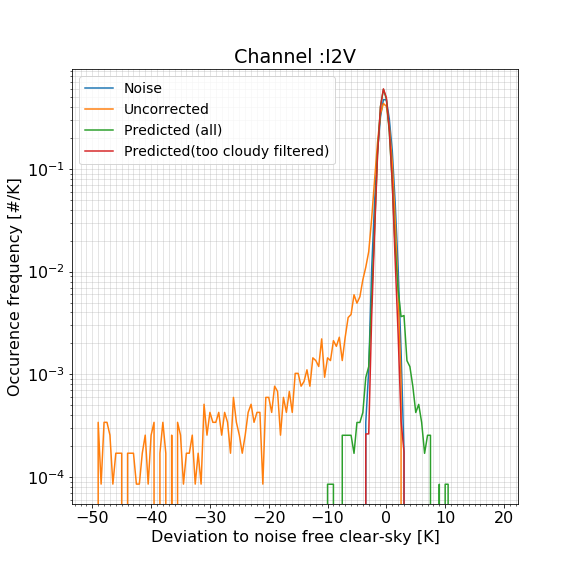 Channel :I2V
Noise
Uncorrected
Predicted (all)
Predicted(too cloudy filtered)
Occurence frequency [#/K]
10⁻¹
10⁻²
10⁻³
10⁻⁴
−50 −40 −30 −20 −10 0 10 20
Deviation to noise free clear-sky [K]